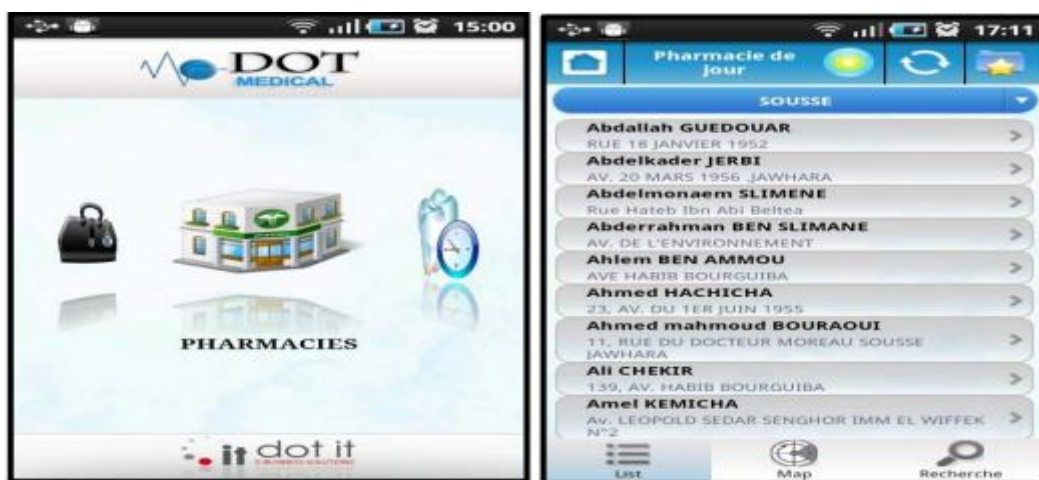 15:00
DOT
MEDICAL
PHARMACIES
it dot it
17:11
Pharmacie de
jour
SOUSSE
Abdallah GUEDOUAR
RUE 18 JANVIER 1952
Abdelkader JERBI
AV. 20 MARS 1956 ,JAWHARA
Abdelmonaem SLIMENE
Rue Hateb Ibn Abi Beltea
Abderrahman BEN SLIMANE
AV. DE L'ENVIRONNEMENT
Ahlem BEN AMMOU
AVE HABIB BOURGUIBA
Ahmed HACHICHA
23, AV. DU 1ER JUIN 1955
Ahmed mahmoud BOURAOUI
11, RUE DU DOCTEUR MOREAU SOUSSE
JAWHARA
Ali CHEKIR
139, AV. HABIB BOURGUIBA
Amel KEMICHA
Av. LEOPOLD SEDAR SENGHOR IMM EL WIFFEK
N°2
List Map Recherche